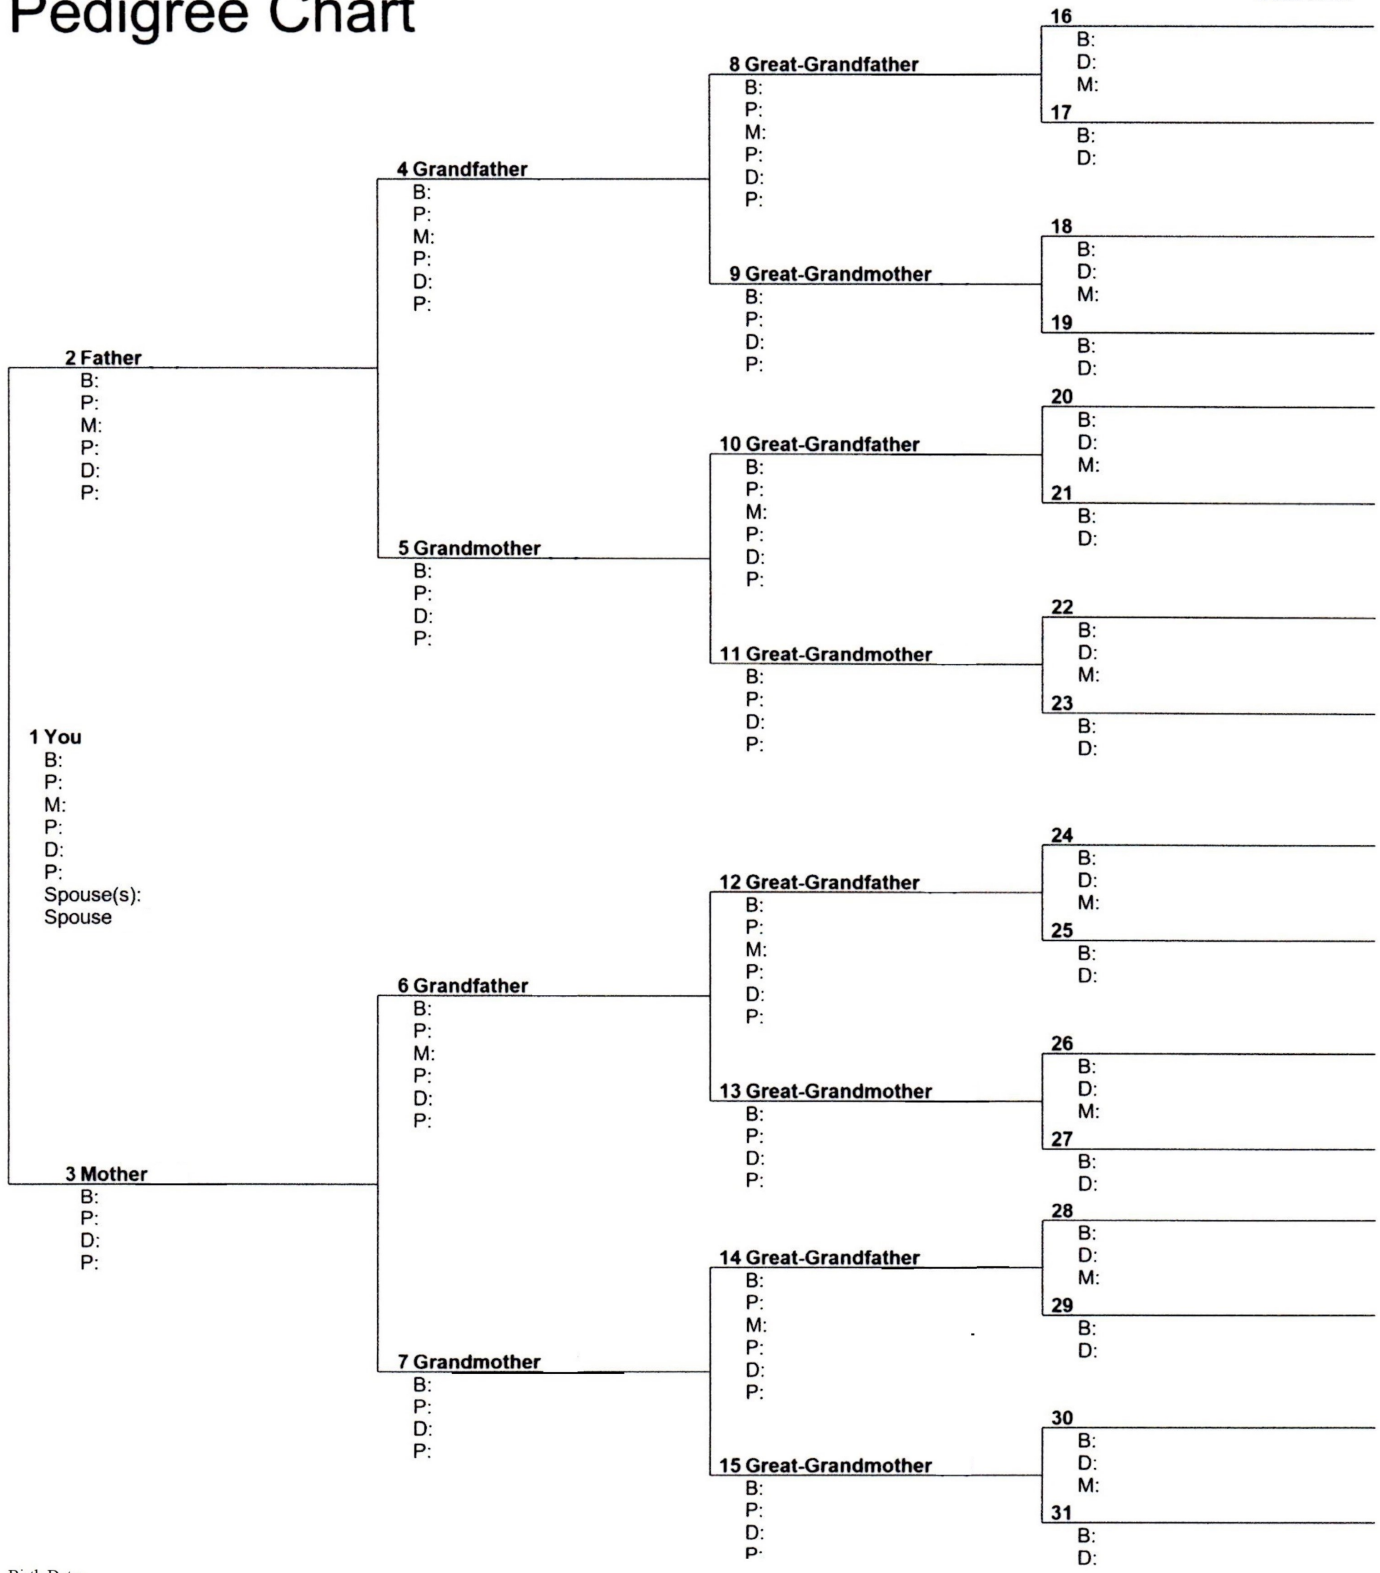 Pedigree Chart
16
B:
D:
M:
8 Great-Grandfather
B:
P:
M:
P:
D:
P:
17
B:
D:
4 Grandfather
B:
P:
M:
P:
D:
P:
18
B:
D:
M:
9 Great-Grandmother
B:
P:
D:
P:
19
B:
D:
2 Father
B:
P:
M:
P:
D:
P:
20
B:
D:
M:
10 Great-Grandfather
B:
P:
M:
P:
D:
P:
21
B:
D:
5 Grandmother
B:
P:
D:
P:
22
B:
D:
M:
11 Great-Grandmother
B:
P:
D:
P:
23
B:
D:
1 You
B:
P:
M:
P:
D:
P:
Spouse(s):
Spouse
24
B:
D:
M:
12 Great-Grandfather
B:
P:
M:
P:
D:
P:
25
B:
D:
6 Grandfather
B:
P:
M:
P:
D:
P:
26
B:
D:
M:
13 Great-Grandmother
B:
P:
D:
P:
27
B:
D:
3 Mother
B:
P:
D:
P:
28
B:
D:
M:
14 Great-Grandfather
B:
P:
M:
P:
D:
P:
29
B:
D:
7 Grandmother
B:
P:
D:
P:
30
B:
D:
M:
15 Great-Grandmother
B:
P:
D:
P:
31
B:
D: